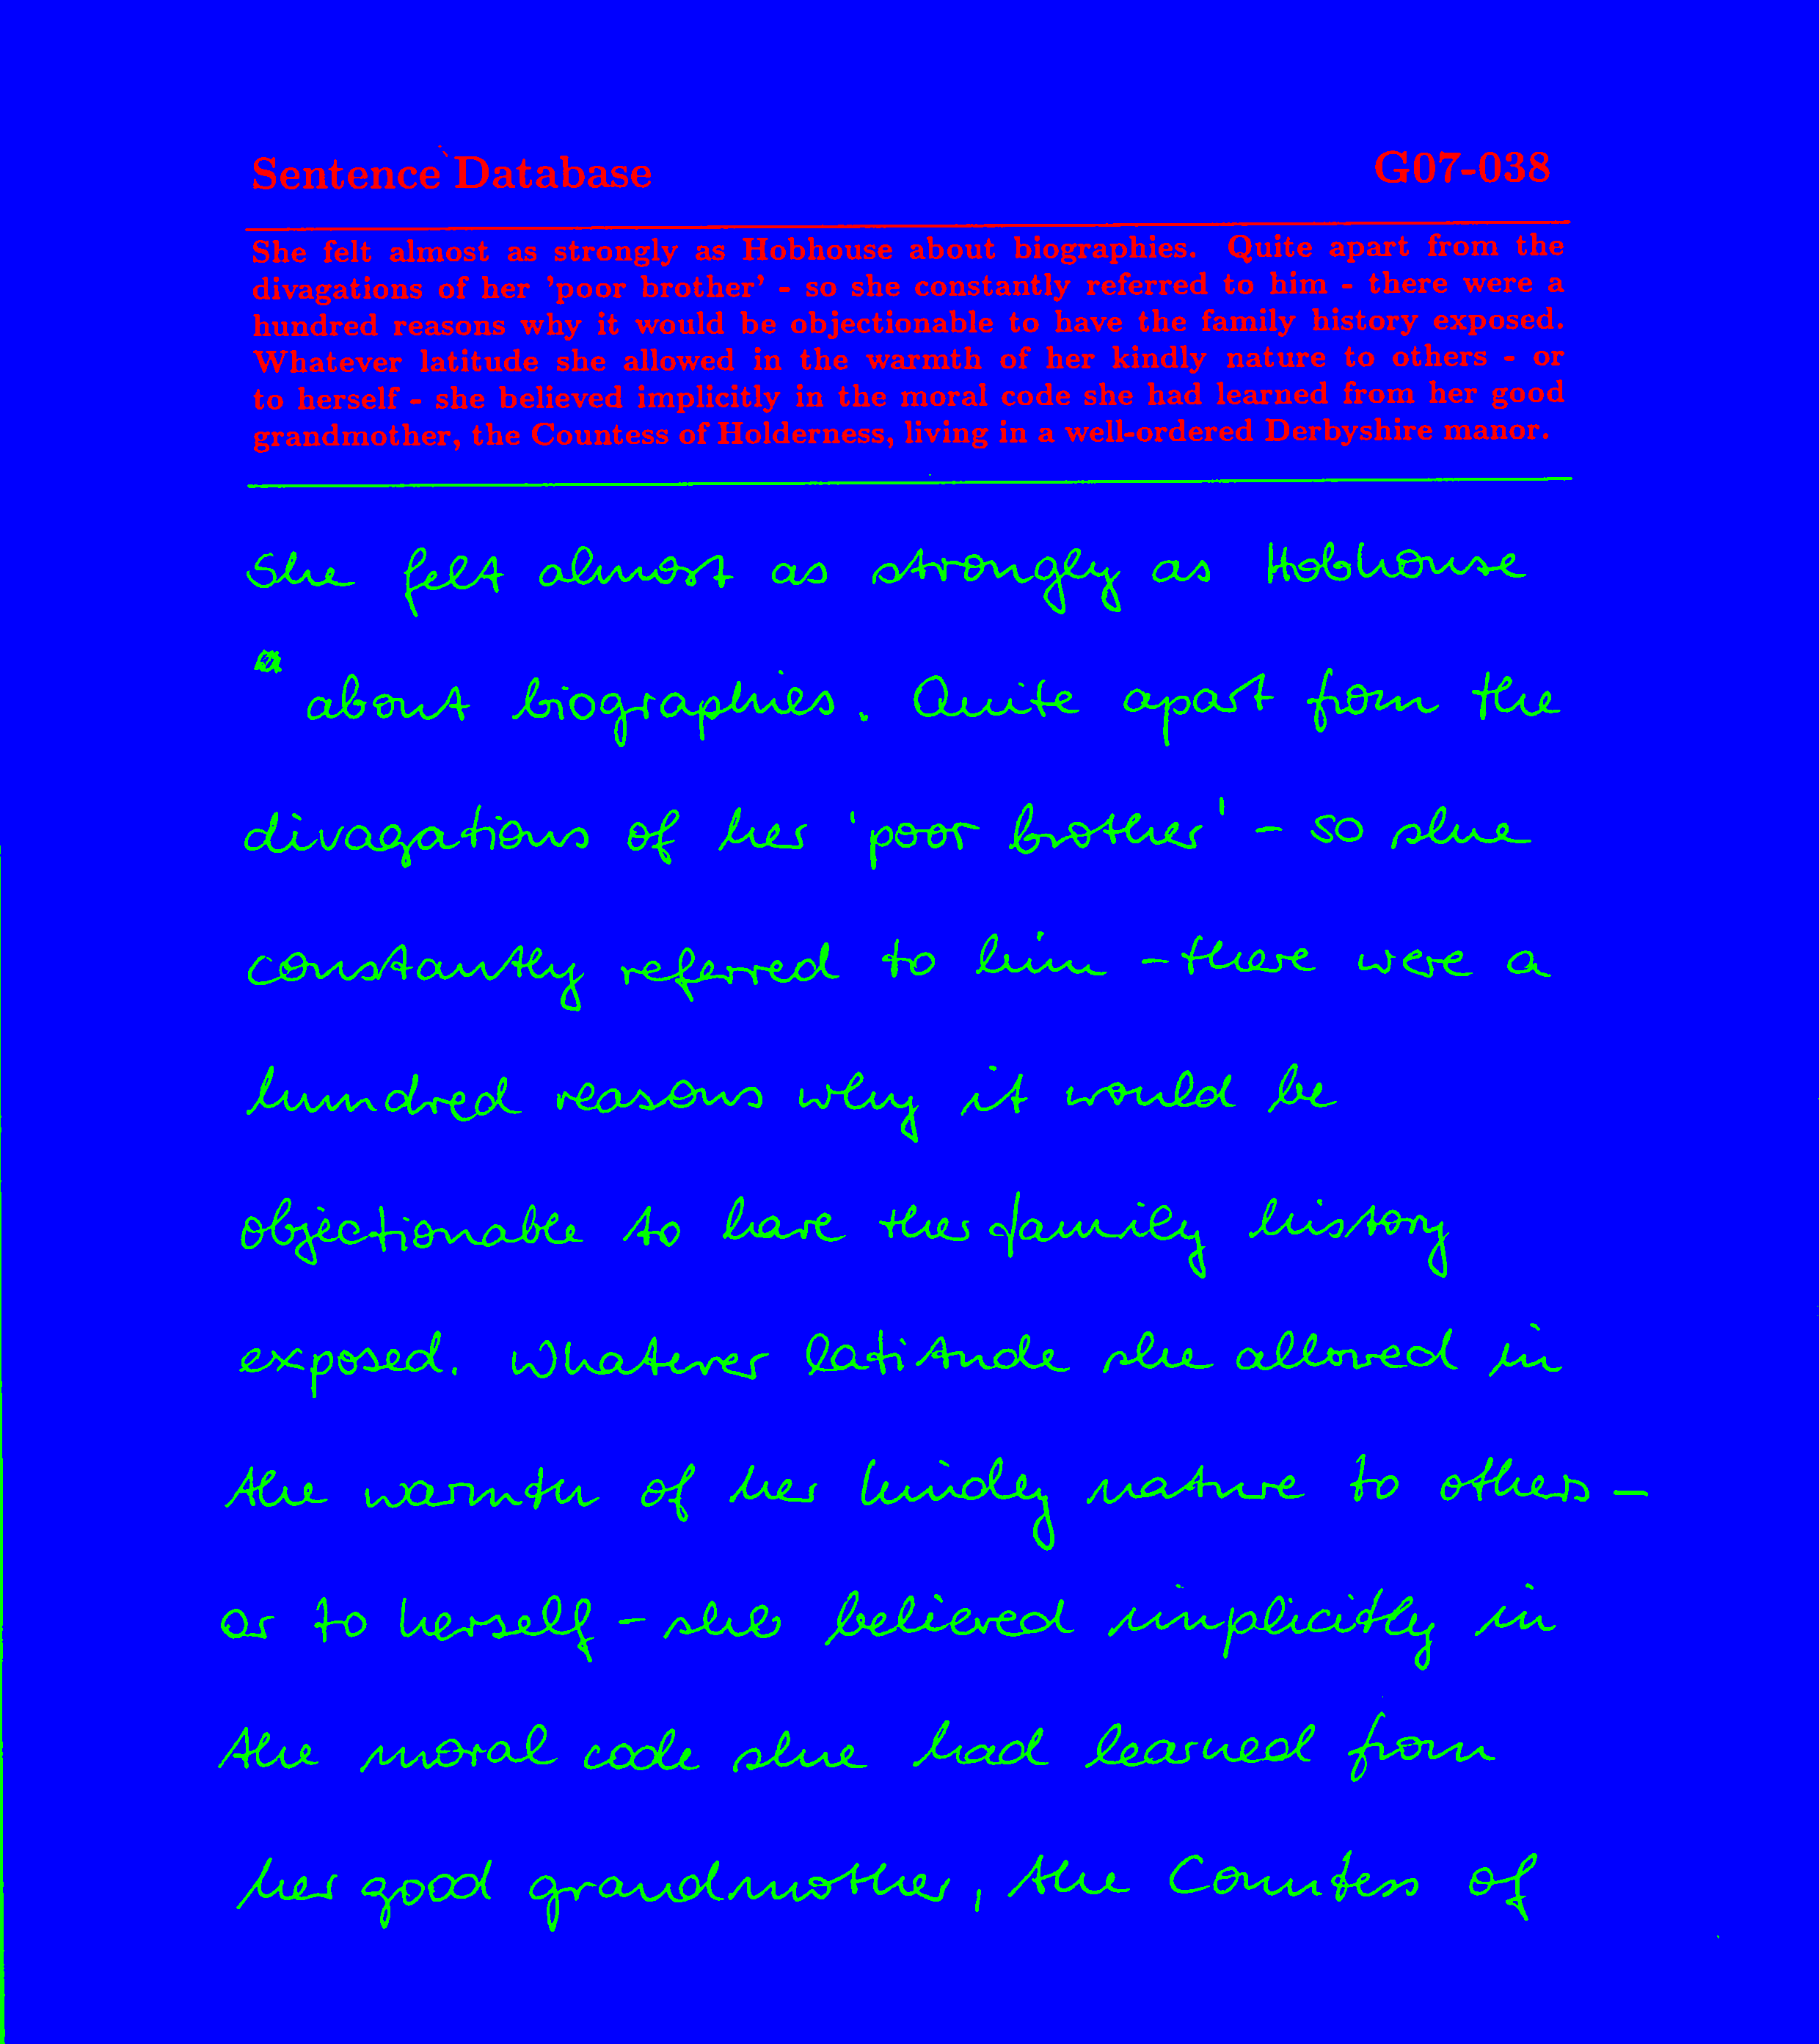 Sentence Database G07-038
She felt almost as strongly as Hobhouse about biographies. Quite apart from the
divagations of her 'poor brother' - so she constantly referred to him - there were a
hundred reasons why it would be objectionable to have the family history exposed.
Whatever latitude she allowed in the warmth of her kindly nature to others - or
to herself - she believed implicitly in the moral code she had learned from her good
grandmother, the Countess of Holderness, living in a well-ordered Derbyshire manor.
She felt almost as strongly as Hobhouse
about biographies. Quite apart from the
divagations of her 'poor brother' - so she
constantly referred to him - there were a
hundred reasons why it would be
objectionable to have the family history
exposed. Whatever latitude she allowed in
the warmth of her kindly nature to others -
or to herself - she believed implicitly in
the moral code she had learned from
her good grandmother, the Countess of